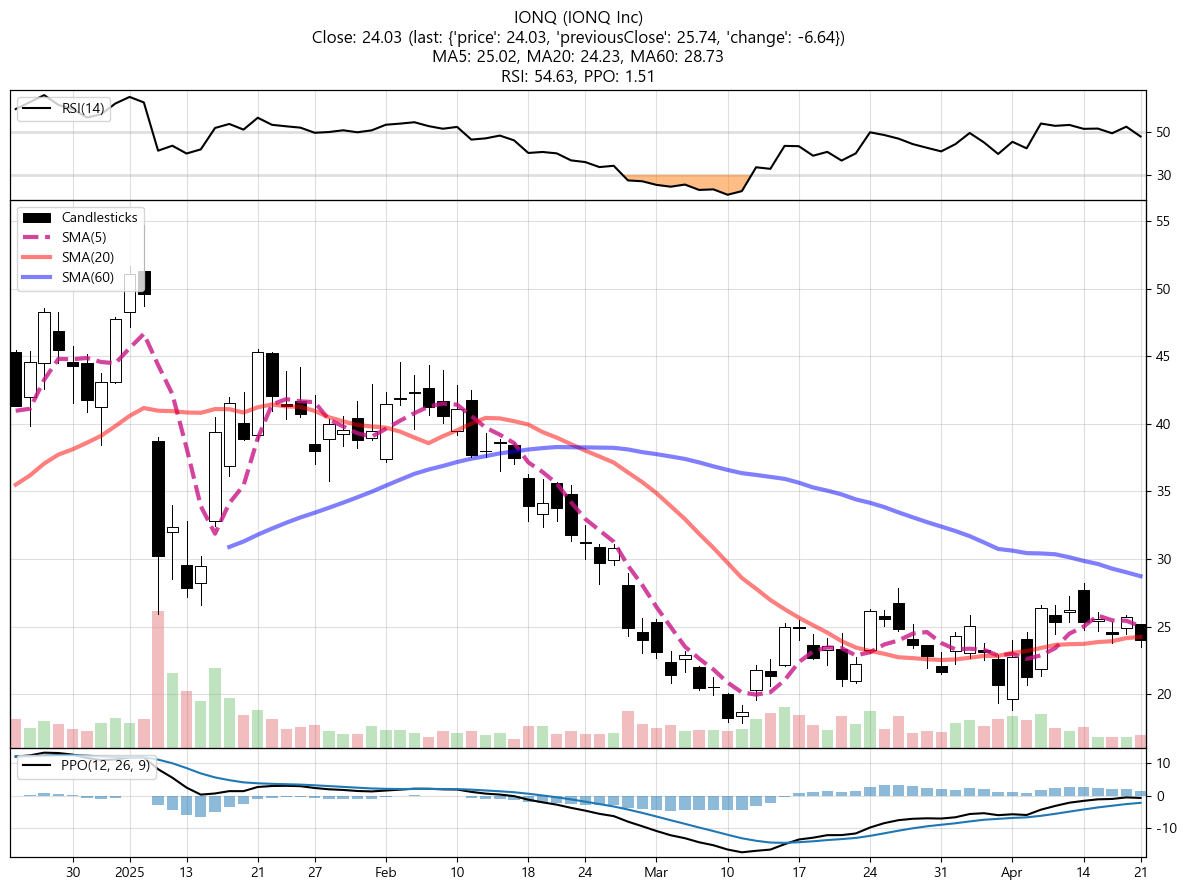 IONQ (IONQ Inc)
Close: 24.03 (last: {'price': 24.03, 'previousClose': 25.74, 'change': -6.64})
MA5: 25.02, MA20: 24.23, MA60: 28.73
RSI: 54.63, PPO: 1.51
RSI(14)
50
30
Candlesticks
SMA(5)
SMA(20)
SMA(60)
55
50
45
40
35
30
25
20
PPO(12, 26, 9)
10
0
-10
30 2025 13 21 27 Feb 10 18 24 Mar 10 17 24 31 Apr 14 21